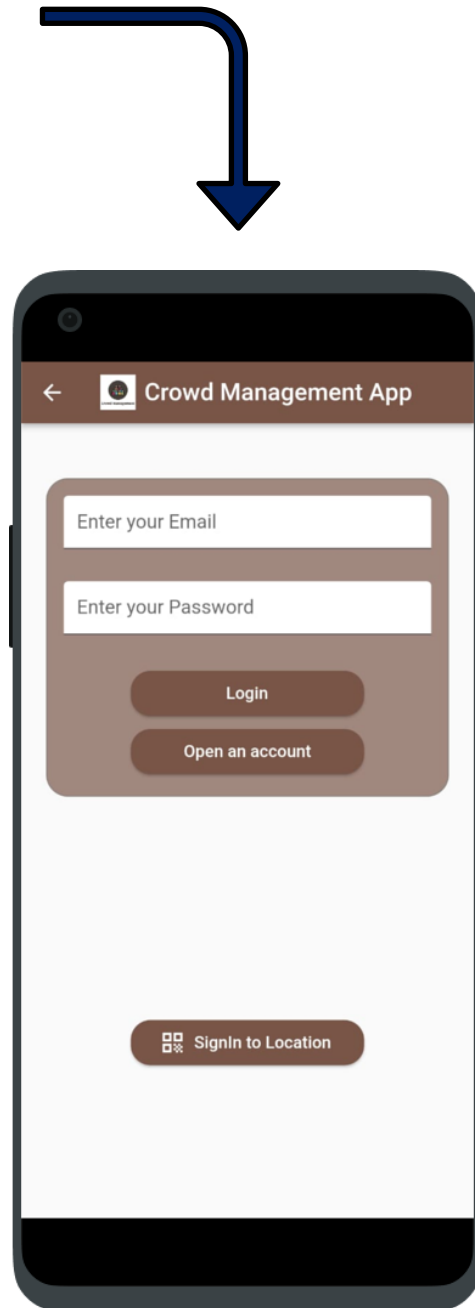 Crowd Management App
Enter your Email
Enter your Password
Login
Open an account
SignIn to Location